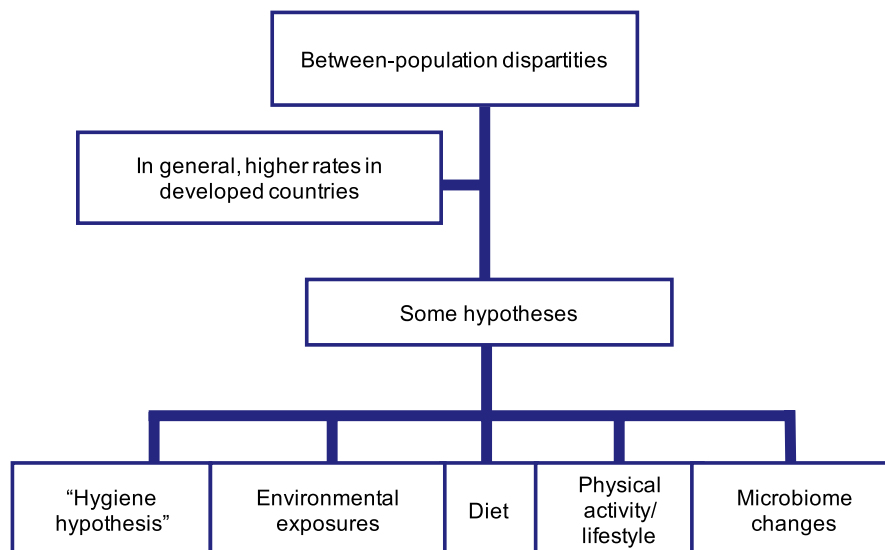 Between-population dispartities
In general, higher rates in
developed countries
Some hypotheses
“Hygiene
hypothesis”
Environmental
exposures
Diet
Physical
activity/
lifestyle
Microbiome
changes